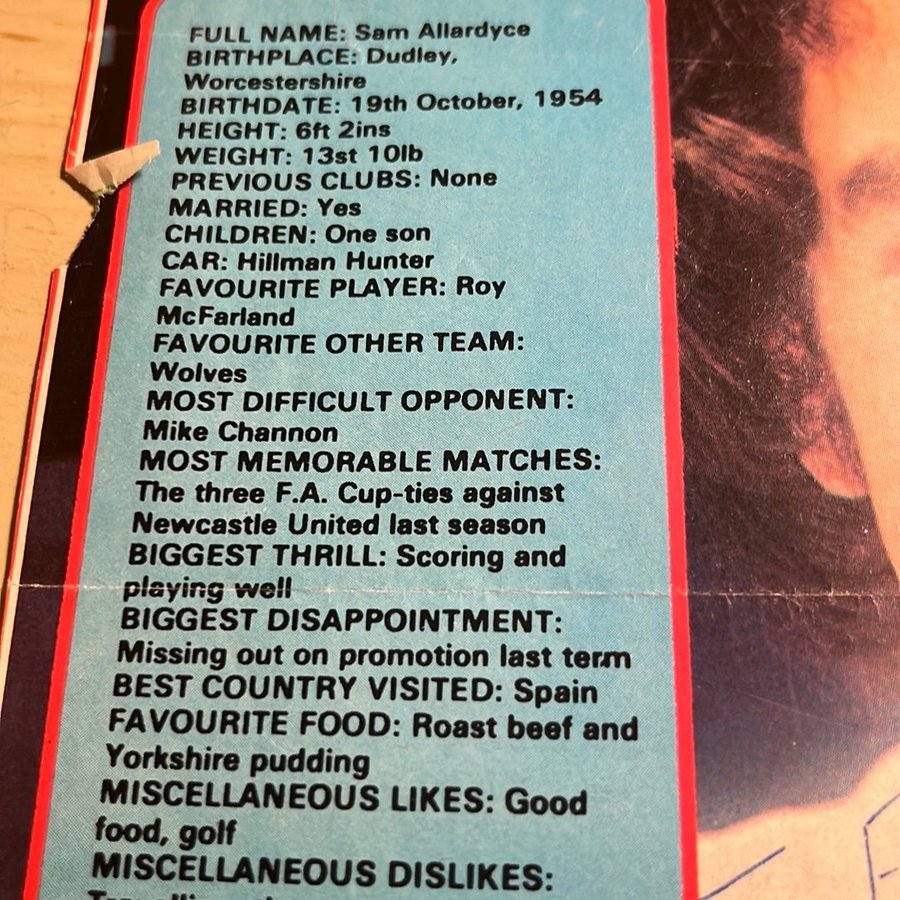 FULL NAME: Sam Allardyce
BIRTHPLACE: Dudley,
Worcestershire
BIRTHDATE: 19th October, 1954
HEIGHT: 6ft 2ins
WEIGHT: 13st 10lb
PREVIOUS CLUBS: None
MARRIED: Yes
CHILDREN: One son
CAR: Hillman Hunter
FAVOURITE PLAYER: Roy
McFarland
FAVOURITE OTHER TEAM:
Wolves
MOST DIFFICULT OPPONENT:
Mike Channon
MOST MEMORABLE MATCHES:
The three F.A. Cup-ties against
Newcastle United last season
BIGGEST THRILL: Scoring and
playing well
BIGGEST DISAPPOINTMENT:
Missing out on promotion last term
BEST COUNTRY VISITED: Spain
FAVOURITE FOOD: Roast beef and
Yorkshire pudding
MISCELLANEOUS LIKES: Good
food, golf
MISCELLANEOUS DISLIKES: